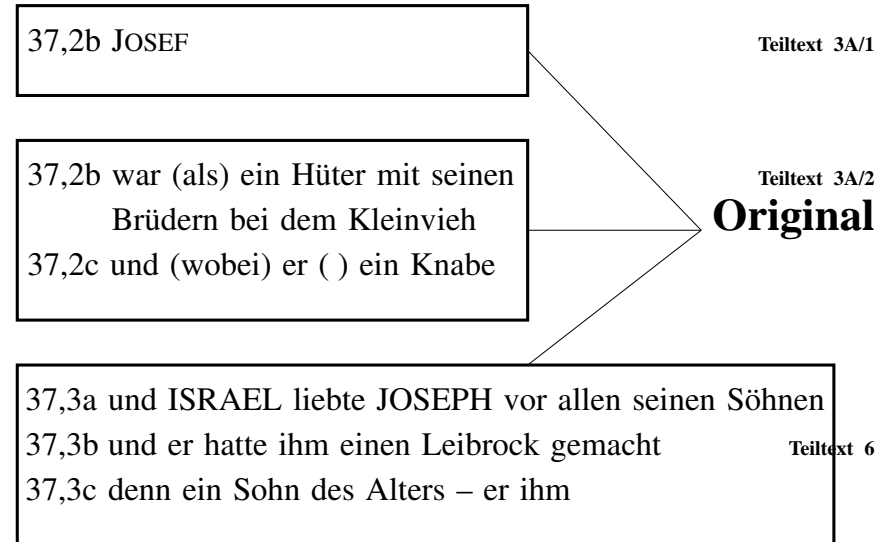 37,2b JOSEF
Teiltext 3A/1
37,2b war (als) ein Hüter mit seinen
Brüdern bei dem Kleinvieh
37,2c und (wobei) er ( ) ein Knabe
Teiltext 3A/2
Original
37,3a und ISRAEL liebte JOSEPH vor allen seinen Söhnen
37,3b und er hatte ihm einen Leibrock gemacht
37,3c denn ein Sohn des Alters – er ihm
Teiltext 6